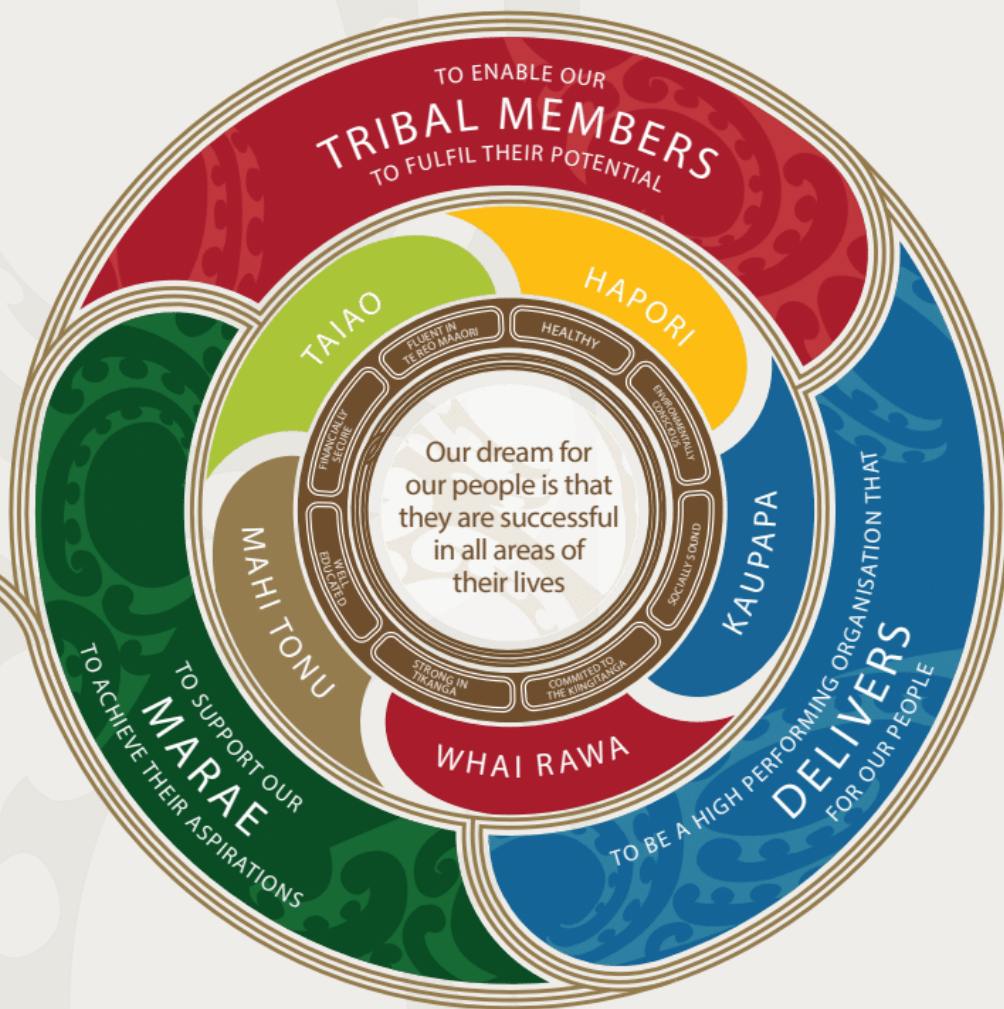 TO ENABLE OUR
TRIBAL MEMBERS
TO FULFIL THEIR POTENTIAL
TAIAO
HAPORI
KAUPAPA
WHAI RAWA
MAHI TONU
FLUENT IN
TE REO MAAORI
HEALTHY
ENVIRONMENTALLY
CONSCIOUS
SOCIALLY SOUND
COMMITED TO
THE KIINGITANGA
STRONG IN
TIKANGA
WELL
EDUCATED
FINANCIALLY
SECURE
Our dream for
our people is that
they are successful
in all areas of
their lives
TO BE A HIGH PERFORMING ORGANISATION THAT
DELIVERS
FOR OUR PEOPLE
TO SUPPORT OUR
MARAE
TO ACHIEVE THEIR ASPIRATIONS